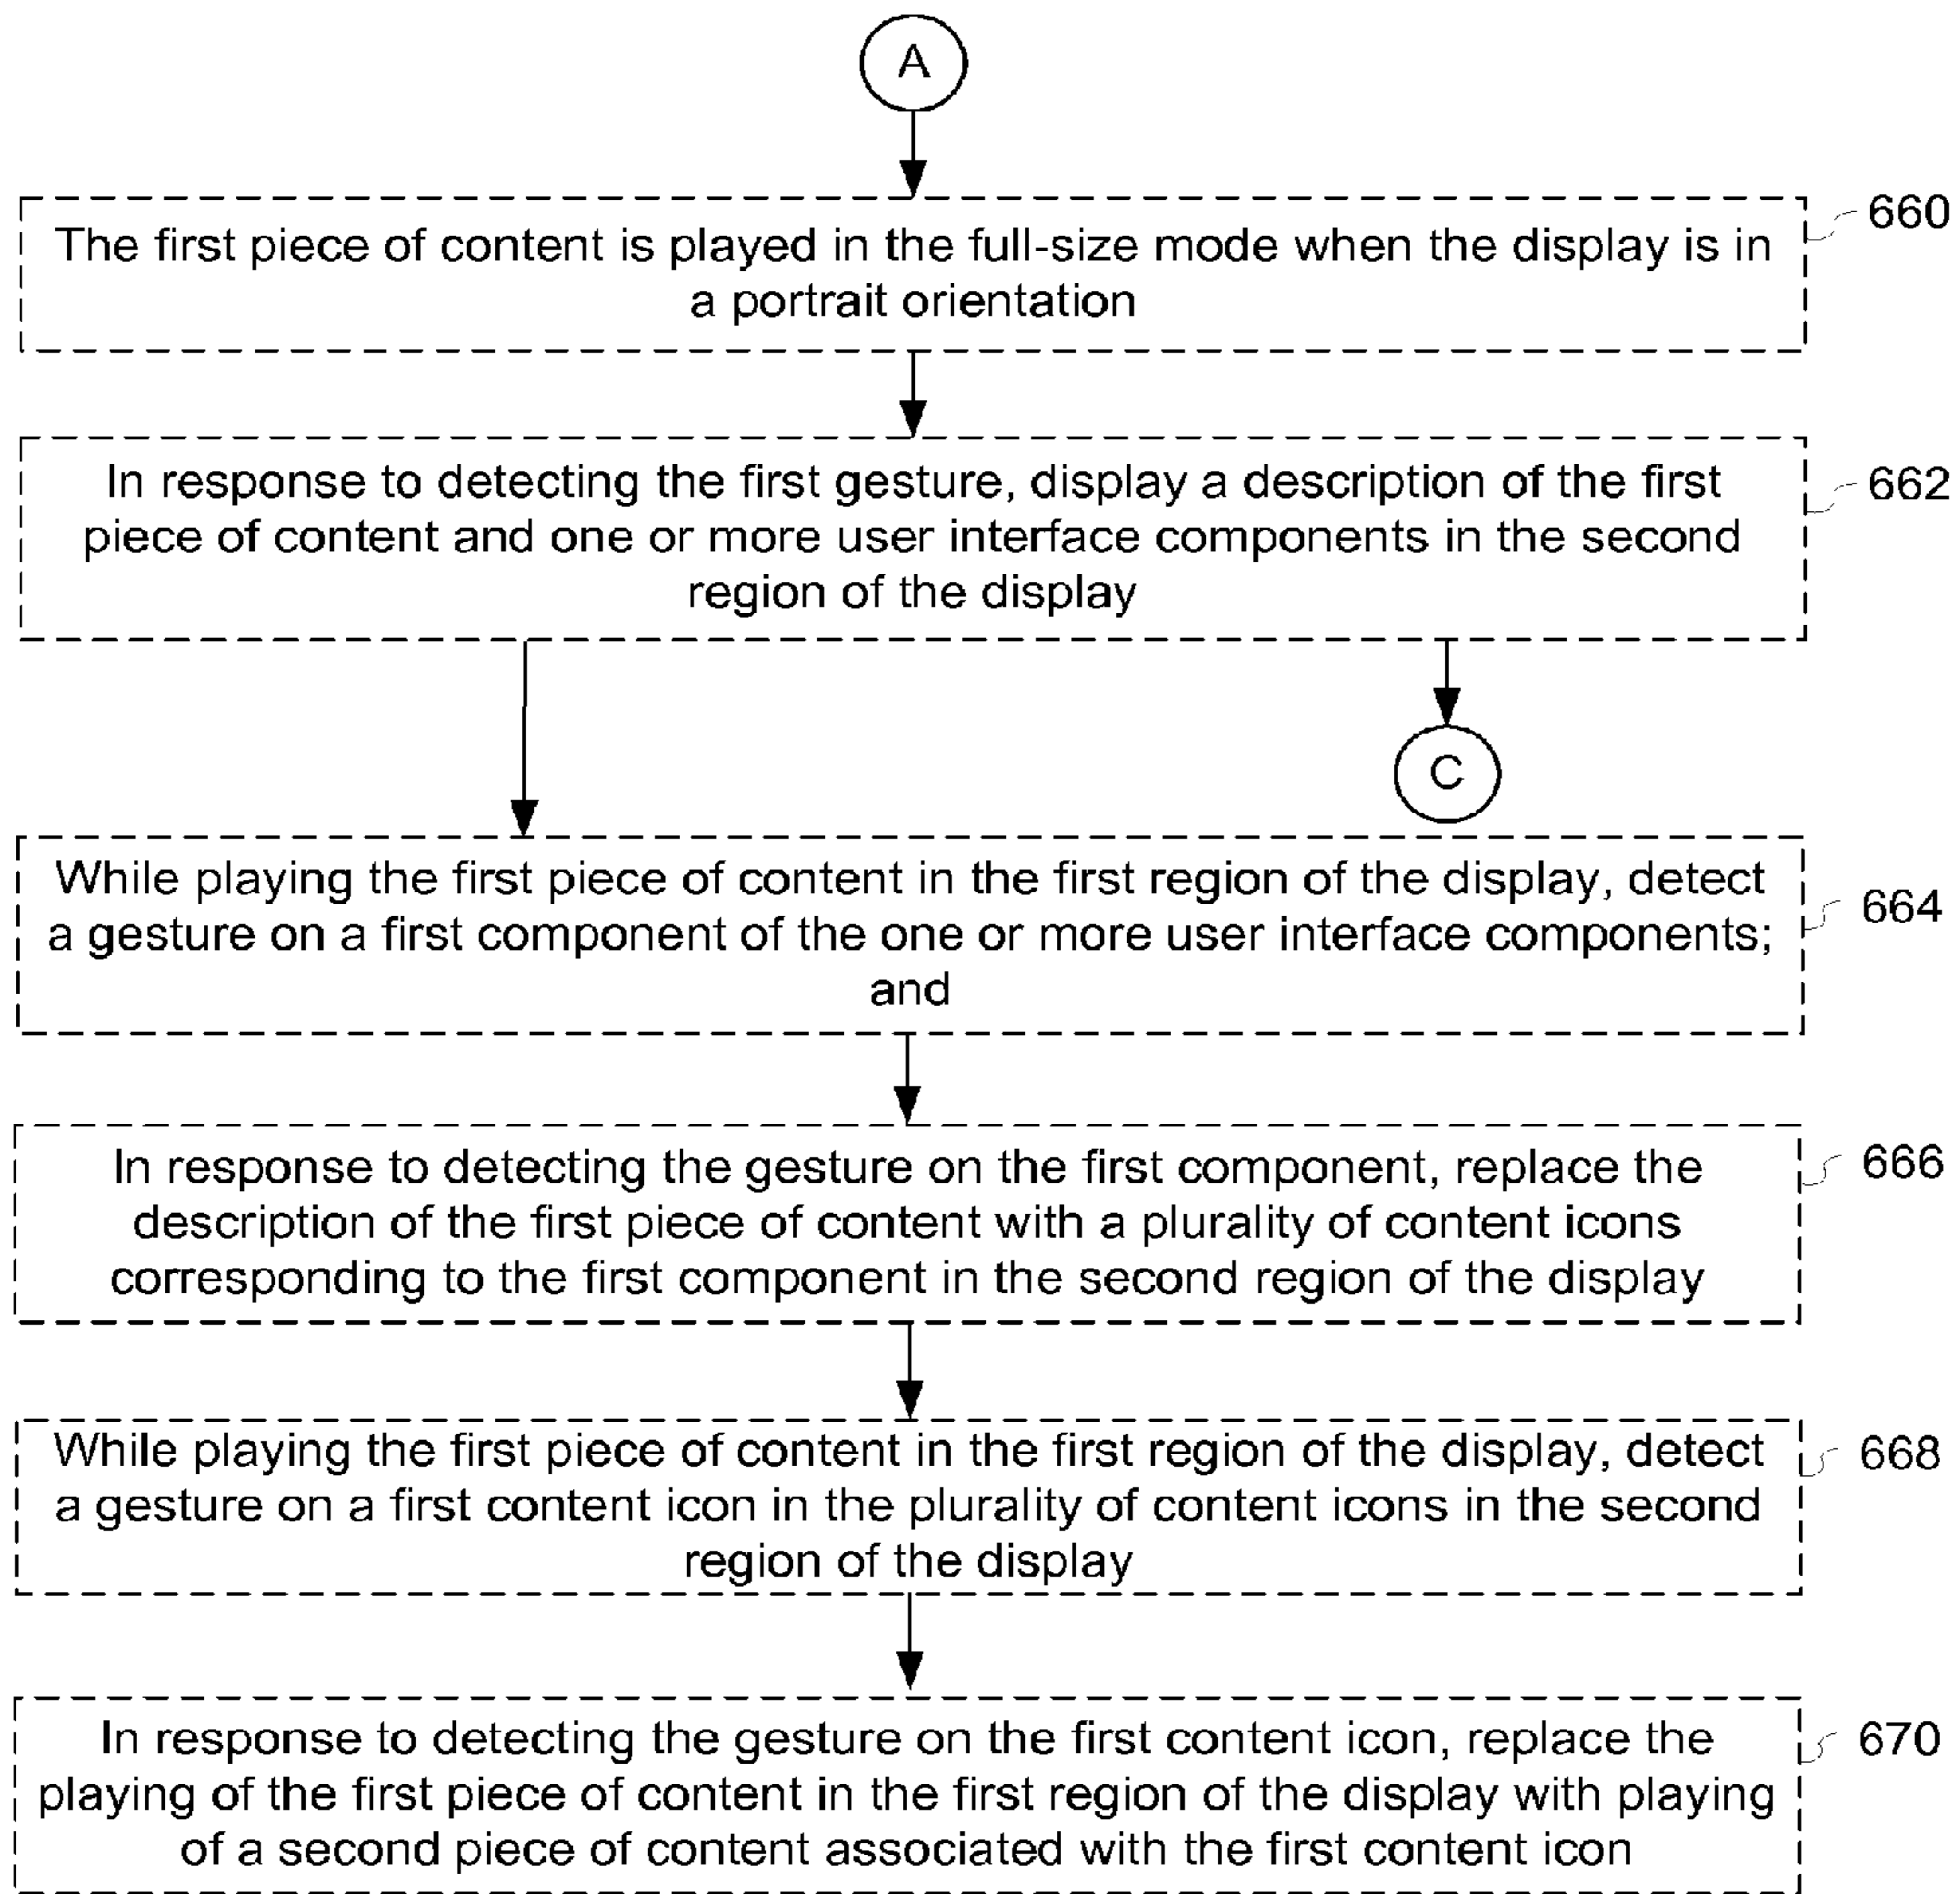 A
The first piece of content is played in the full-size mode when the display is in
a portrait orientation
660
In response to detecting the first gesture, display a description of the first
piece of content and one or more user interface components in the second
region of the display
662
C
While playing the first piece of content in the first region of the display, detect
a gesture on a first component of the one or more user interface components;
and
664
In response to detecting the gesture on the first component, replace the
description of the first piece of content with a plurality of content icons
corresponding to the first component in the second region of the display
666
While playing the first piece of content in the first region of the display, detect
a gesture on a first content icon in the plurality of content icons in the second
region of the display
668
In response to detecting the gesture on the first content icon, replace the
playing of the first piece of content in the first region of the display with playing
of a second piece of content associated with the first content icon
670